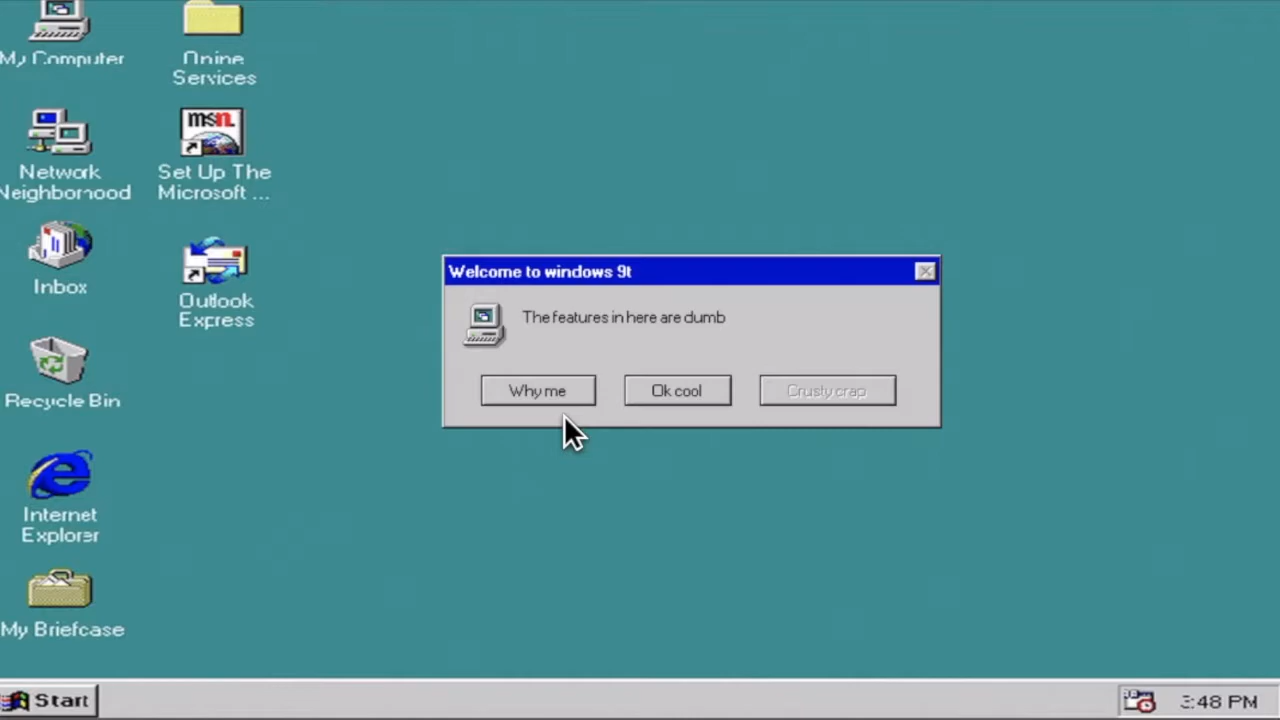 My Computer
Online
Services
Network
Neighborhood
msn
Set Up The
Microsoft ...
Inbox
Outlook
Express
Recycle Bin
Internet
Explorer
My Briefcase
Welcome to windows 9t
The features in here are dumb
Why me
Ok cool
Crusty crap
Start
3:48 PM